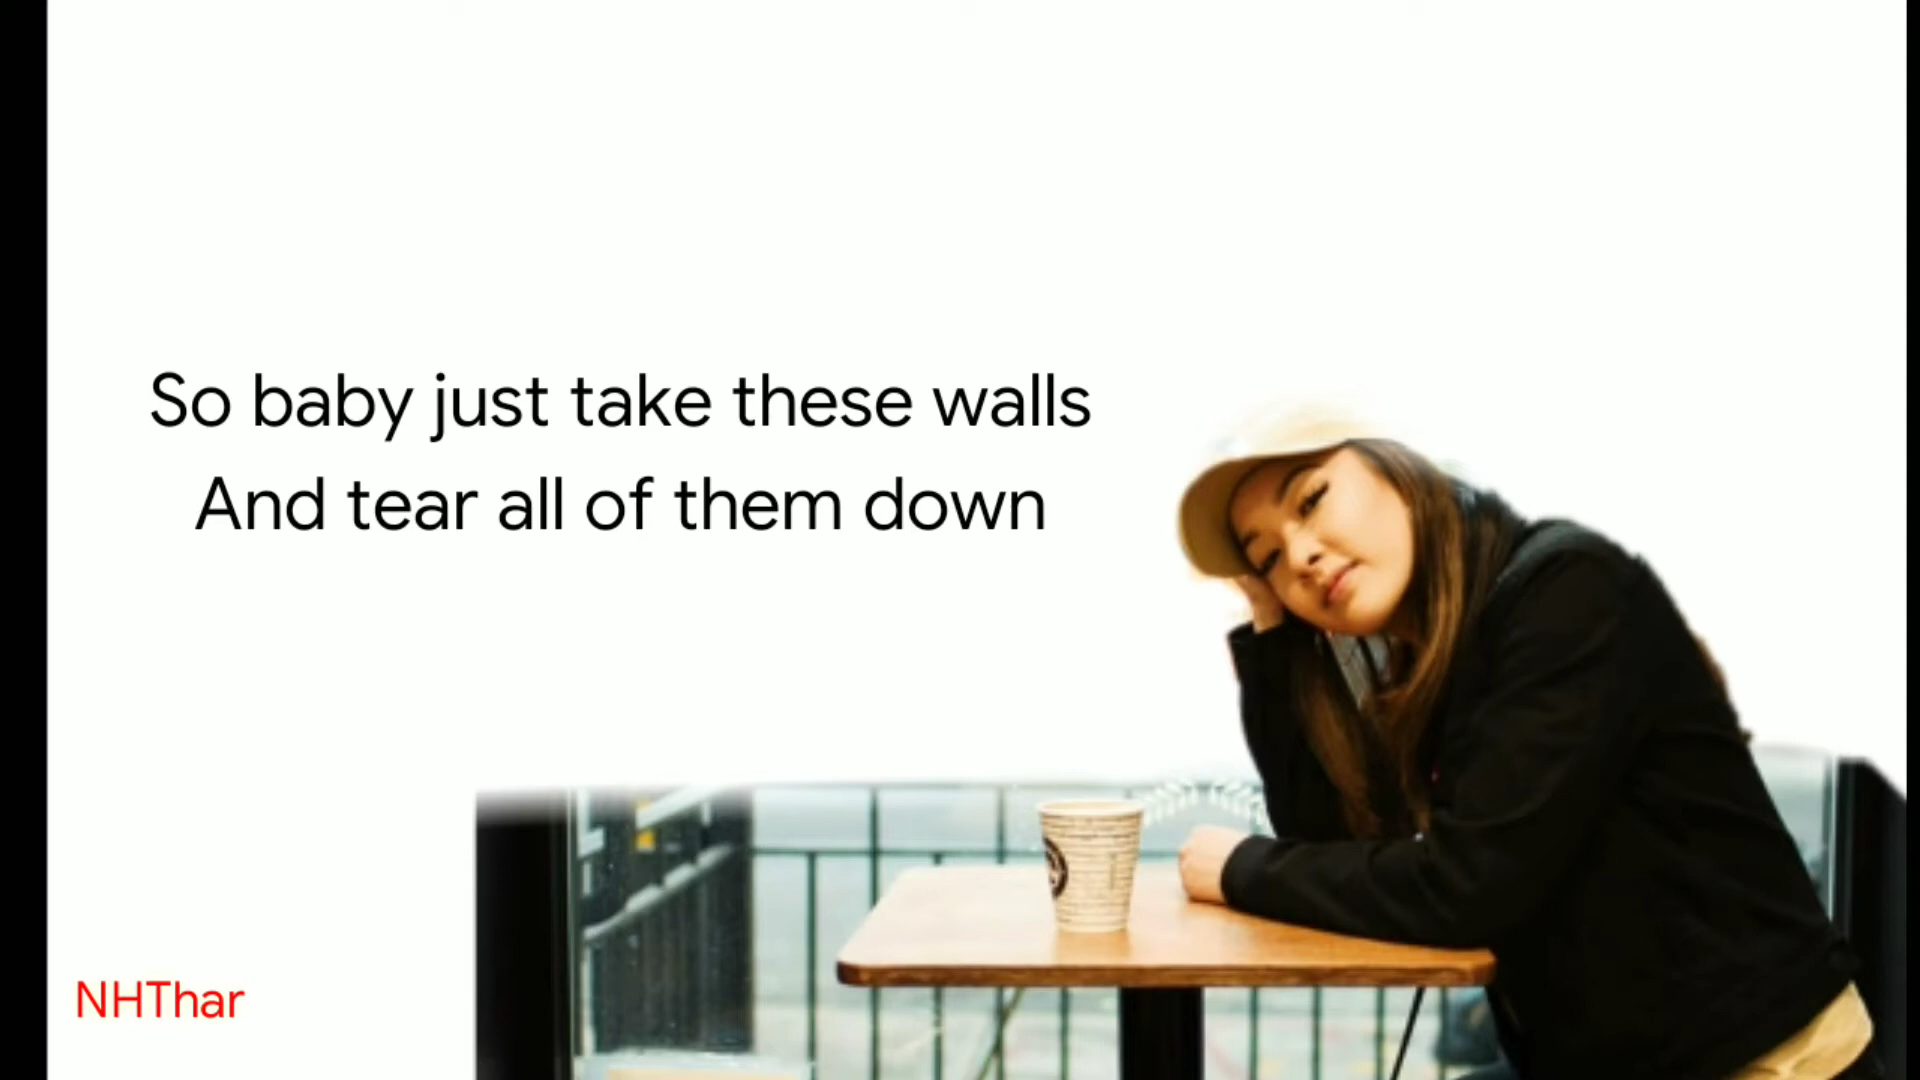 So baby just take these walls
And tear all of them down
NHThar